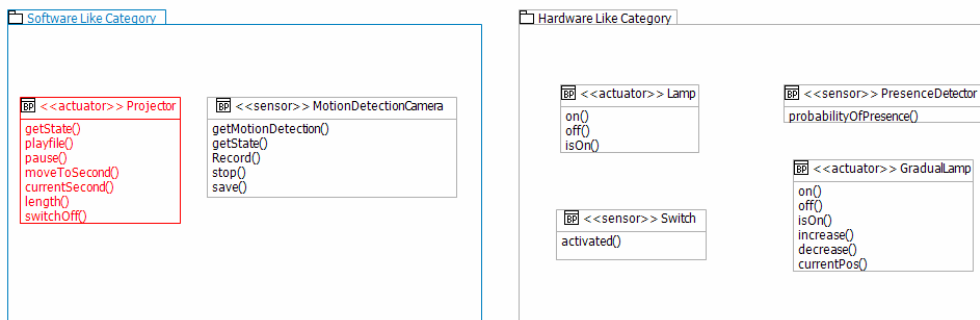 Software Like Category
BP <<actuator>> Projector
getState()
playfile()
pause()
moveToSecond()
currentSecond()
length()
switchOff()
BP <<sensor>> MotionDetectionCamera
getMotionDetection()
getState()
Record()
stop()
save()
Hardware Like Category
BP <<actuator>> Lamp
on()
off()
isOn()
BP <<sensor>> PresenceDetector
probabilityOfPresence()
BP <<sensor>> Switch
activated()
BP <<actuator>> GradualLamp
on()
off()
isOn()
increase()
decrease()
currentPos()